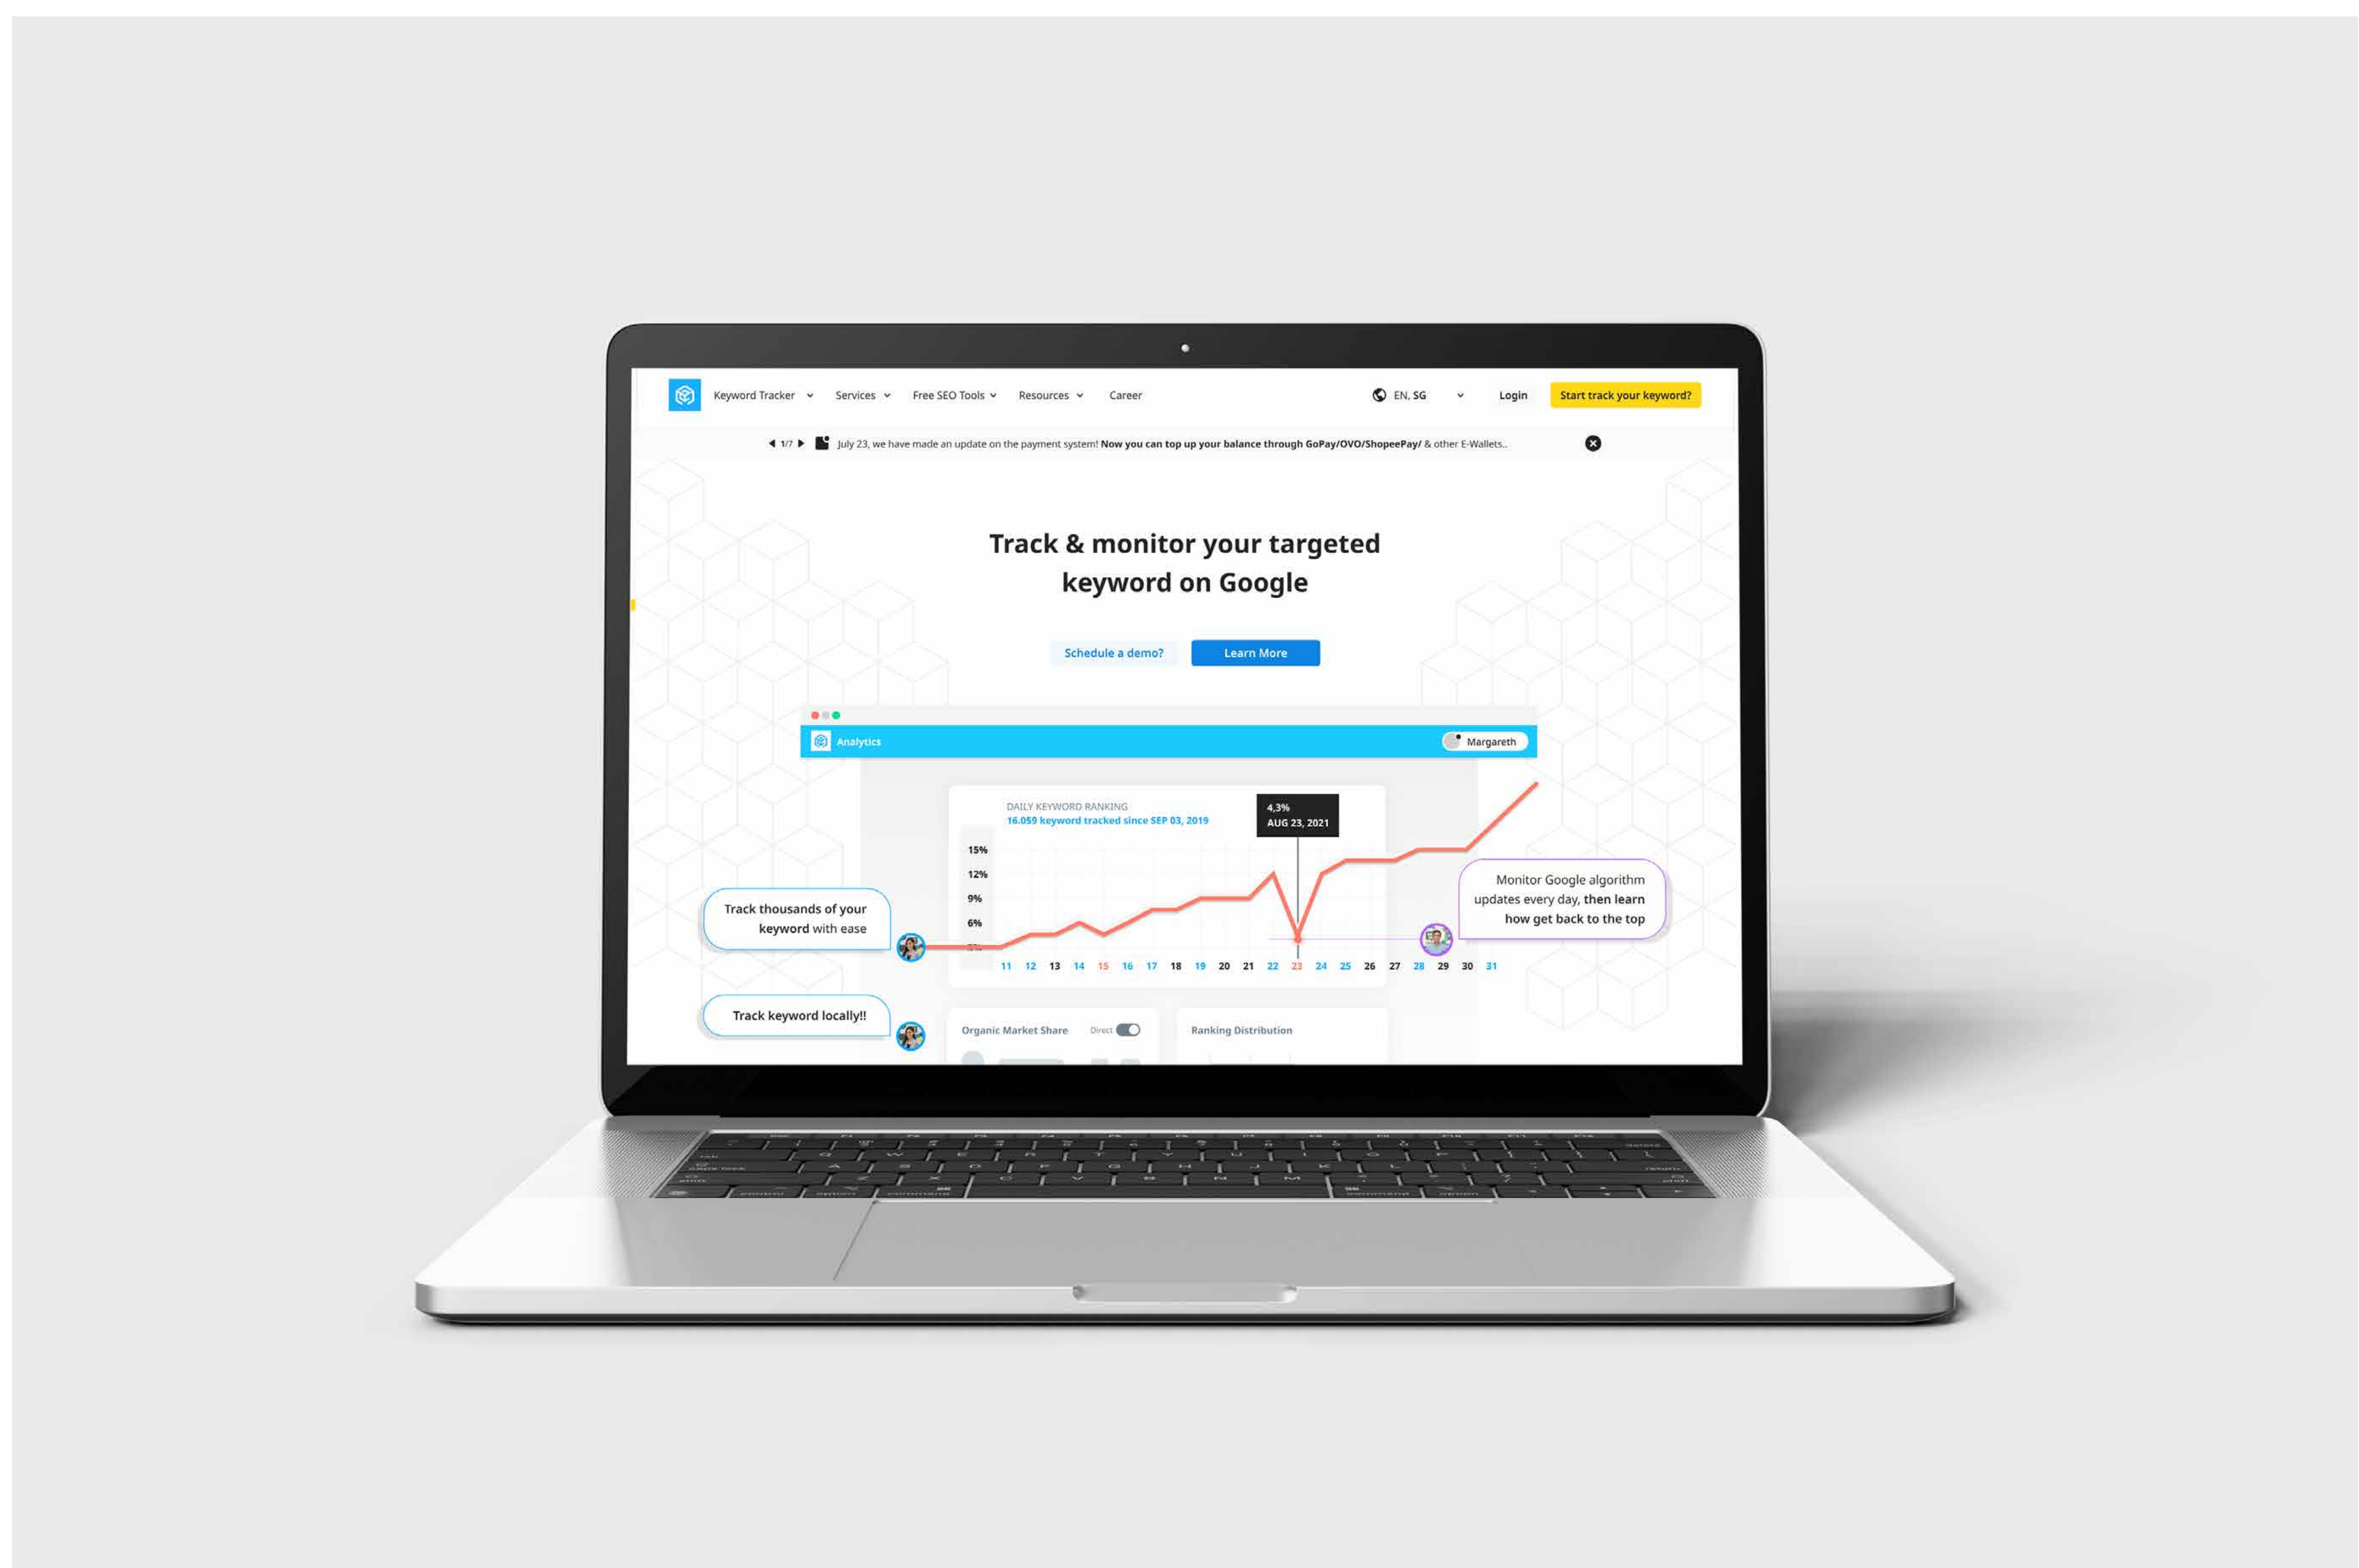 Keyword Tracker
Services
Free SEO Tools
Resources
Career
EN, SG
Login
Start track your keyword?
1/7
July 23, we have made an update on the payment system! Now you can top up your balance through GoPay/OVO/ShopeePay/ & other E-Wallets..
Track & monitor your targeted
keyword on Google
Schedule a demo?
Learn More
Analytics
Margareth
DAILY KEYWORD RANKING
16.059 keyword tracked since SEP 03, 2019
4,3%
AUG 23, 2021
15%
12%
9%
6%
Track thousands of your
keyword with ease
Monitor Google algorithm
updates every day, then learn
how get back to the top
11 12 13 14 15 16 17 18 19 20 21 22 23 24 25 26 27 28 29 30 31
Track keyword locally!!
Organic Market Share
Direct
Ranking Distribution